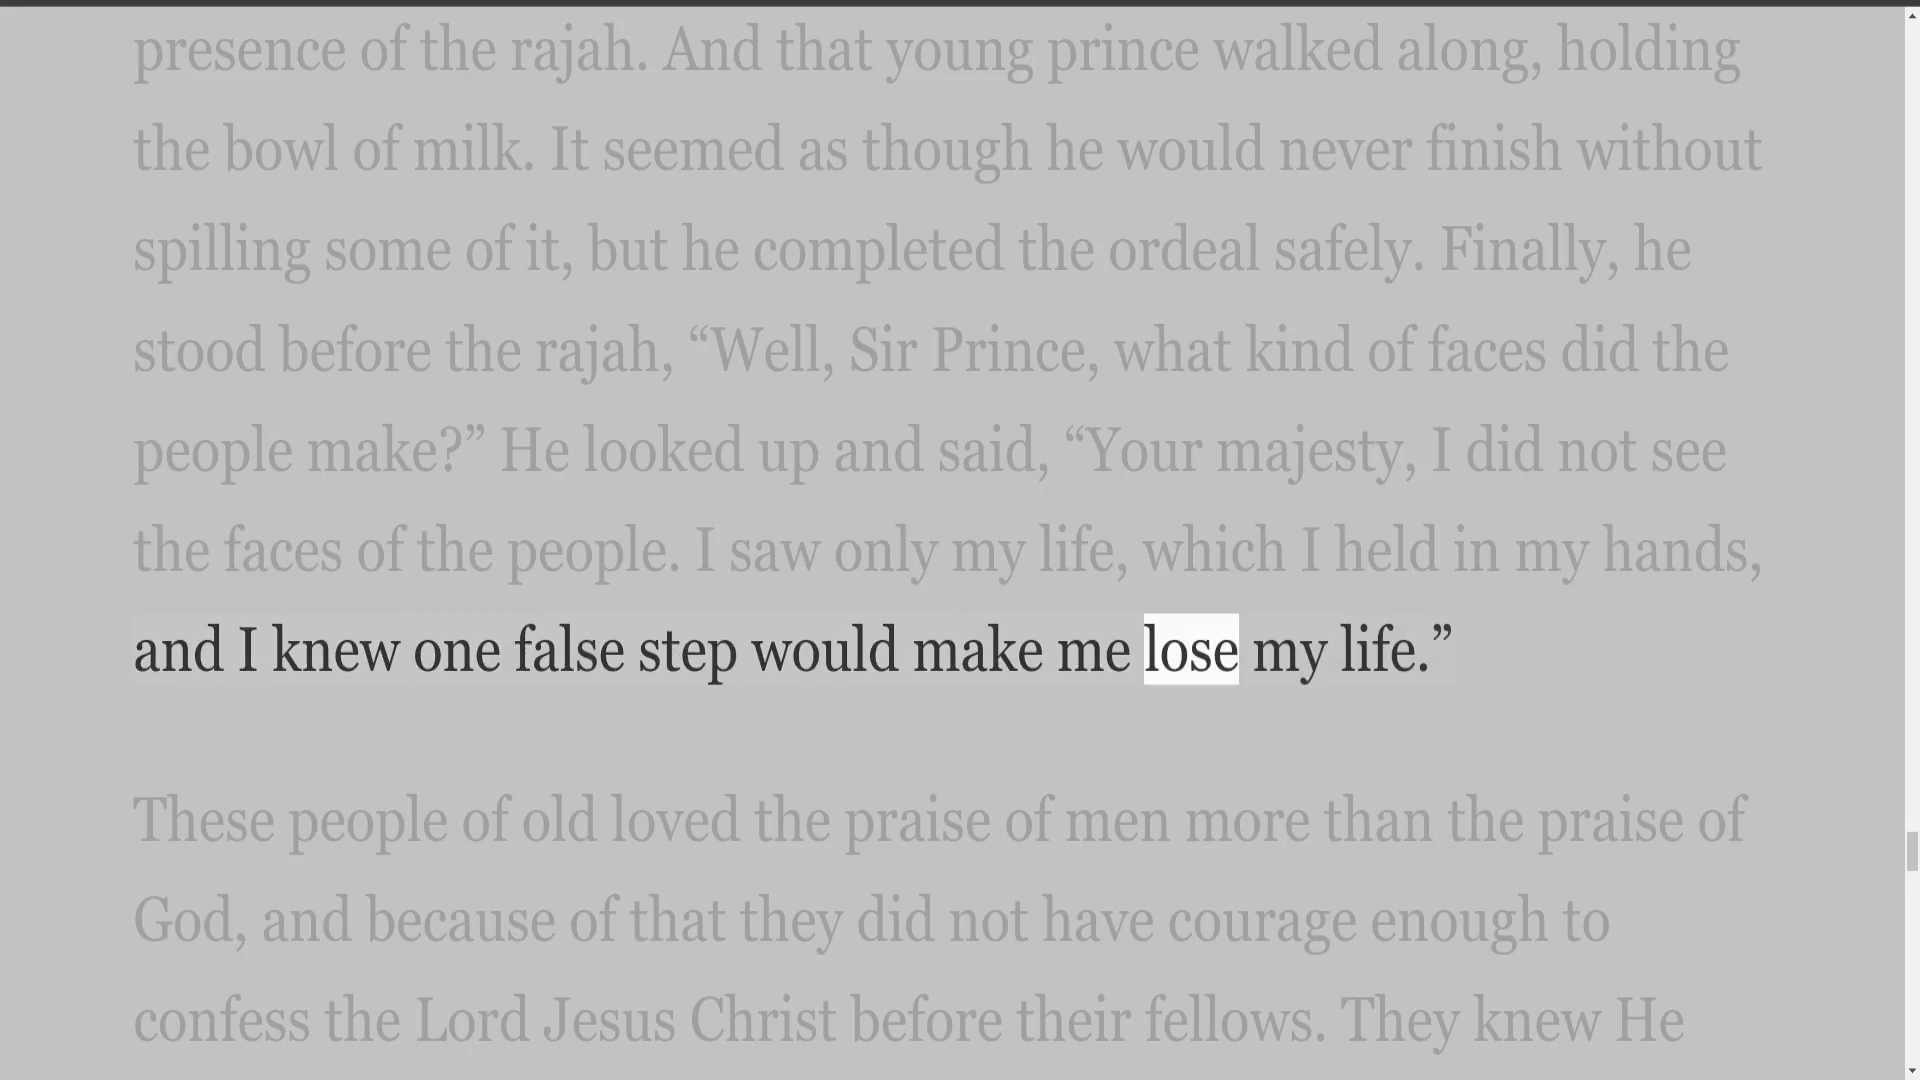 presence of the rajah. And that young prince walked along, holding
the bowl of milk. It seemed as though he would never finish without
spilling some of it, but he completed the ordeal safely. Finally, he
stood before the rajah, “Well, Sir Prince, what kind of faces did the
people make?” He looked up and said, “Your majesty, I did not see
the faces of the people. I saw only my life, which I held in my hands,
and I knew one false step would make me lose my life.”
These people of old loved the praise of men more than the praise of
God, and because of that they did not have courage enough to
confess the Lord Jesus Christ before their fellows. They knew He